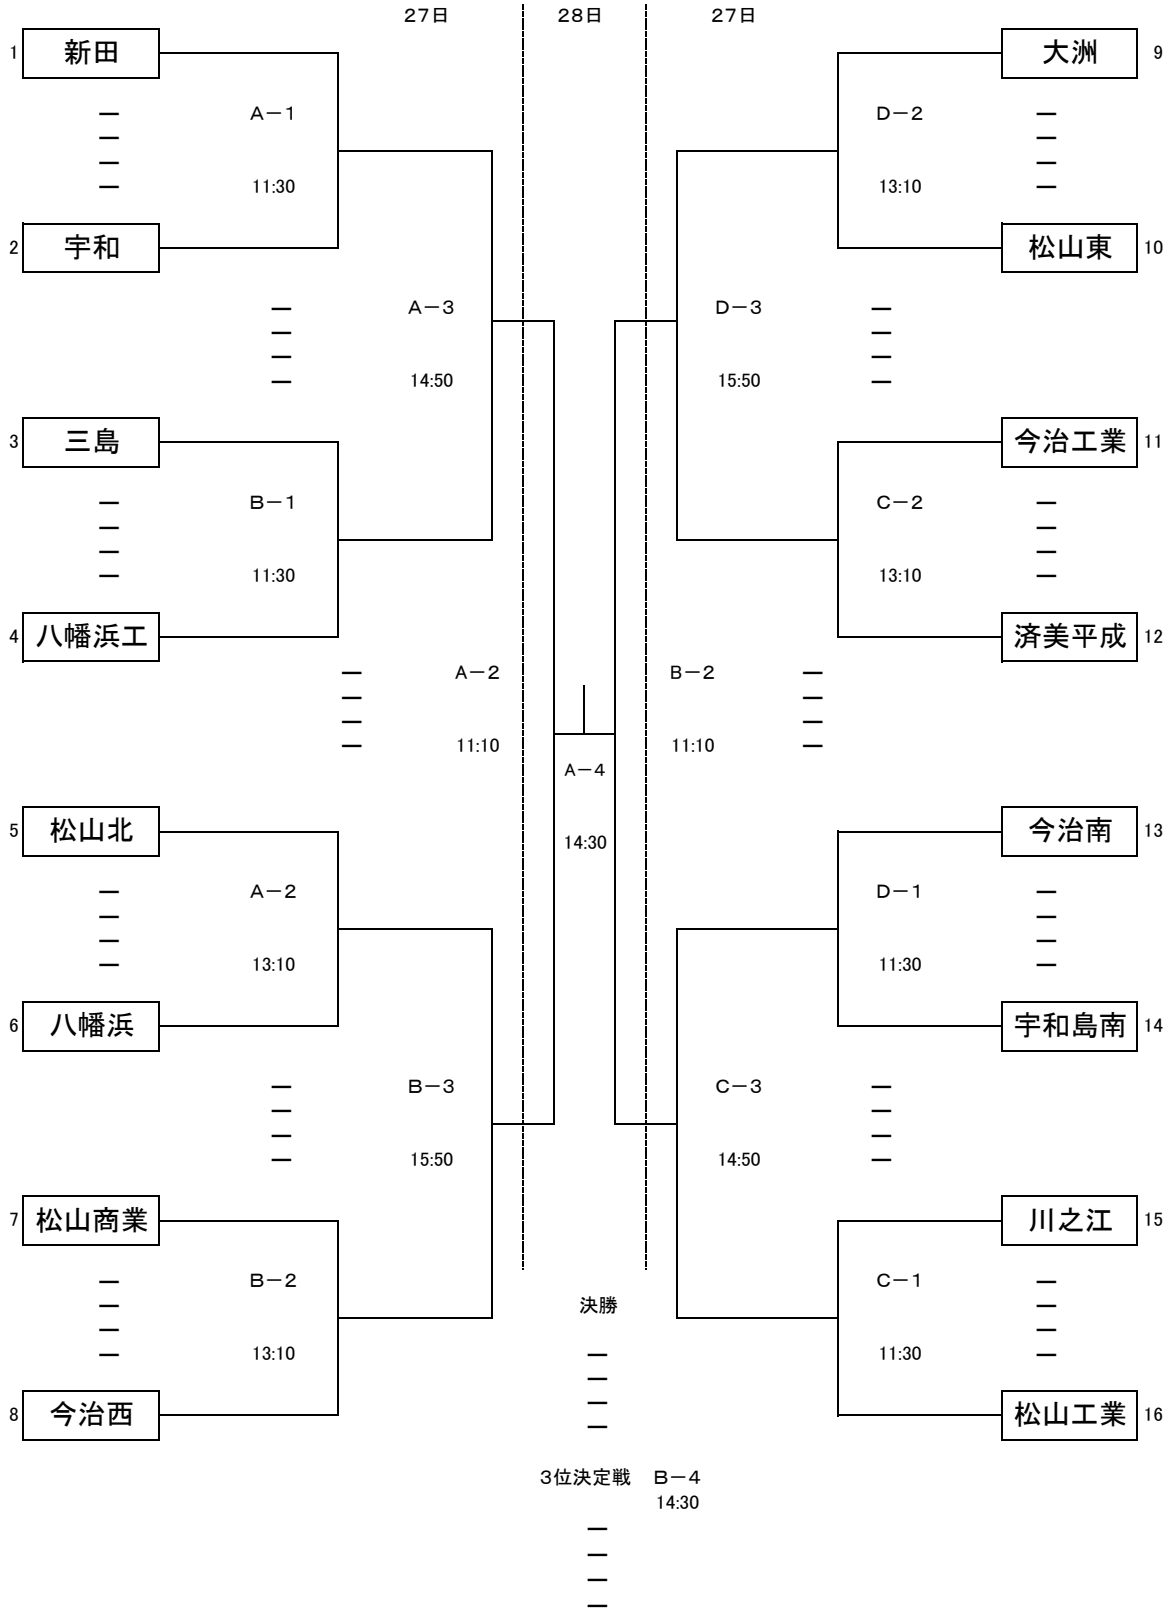 27日 28日 27日
1 新田 大洲 9
A－1 D－2
11:30 13:10
2 宇和 松山東 10
A－3 D－3
14:50 15:50
3 三島 今治工業 11
B－1 C－2
11:30 13:10
4 八幡浜工 済美平成 12
A－2 B－2
11:10 11:10
A－4
5 松山北 今治南 13
14:30
A－2 D－1
13:10 11:30
6 八幡浜 宇和島南 14
B－3 C－3
15:50 14:50
7 松山商業 川之江 15
B－2 C－1
決勝
13:10 11:30
8 今治西 松山工業 16
3位決定戦 B－4
14:30